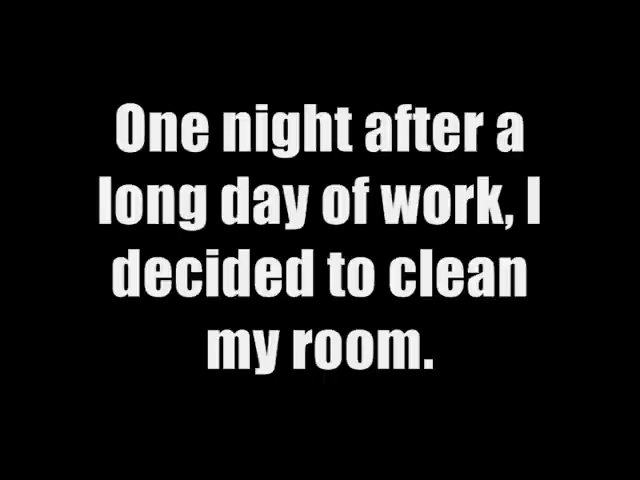 One night after a
long day of work, I
decided to clean
my room.